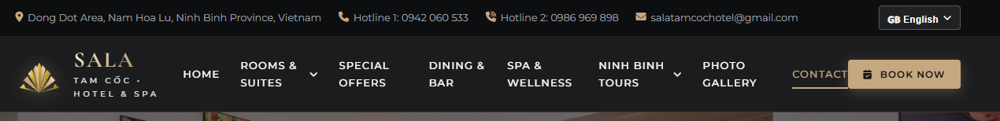 Dong Dot Area, Nam Hoa Lu, Ninh Binh Province, Vietnam Hotline 1: 0942 060 533 Hotline 2: 0986 969 898 salatamcochotel@gmail.com GB English
SALA
TAM CỐC •
HOTEL & SPA
HOME
ROOMS &
SUITES
SPECIAL
OFFERS
DINING &
BAR
SPA &
WELLNESS
NINH BINH
TOURS
PHOTO
GALLERY
CONTACT
BOOK NOW